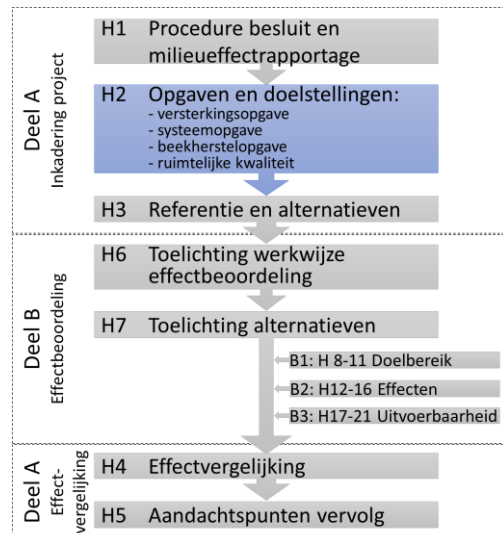 Deel A
Inkadering project
H1 Procedure besluit en
milieueffectrapportage
H2 Opgaven en doelstellingen:
- versterkingsopgave
- systeemopgave
- beekherstelopgave
- ruimtelijke kwaliteit
H3 Referentie en alternatieven
Deel B
Effectbeoordeling
H6 Toelichting werkwijze
effectbeoordeling
H7 Toelichting alternatieven
B1: H 8-11 Doelbereik
B2: H12-16 Effecten
B3: H17-21 Uitvoerbaarheid
Deel A
Effect-
vergelijking
H4 Effectvergelijking
H5 Aandachtspunten vervolg